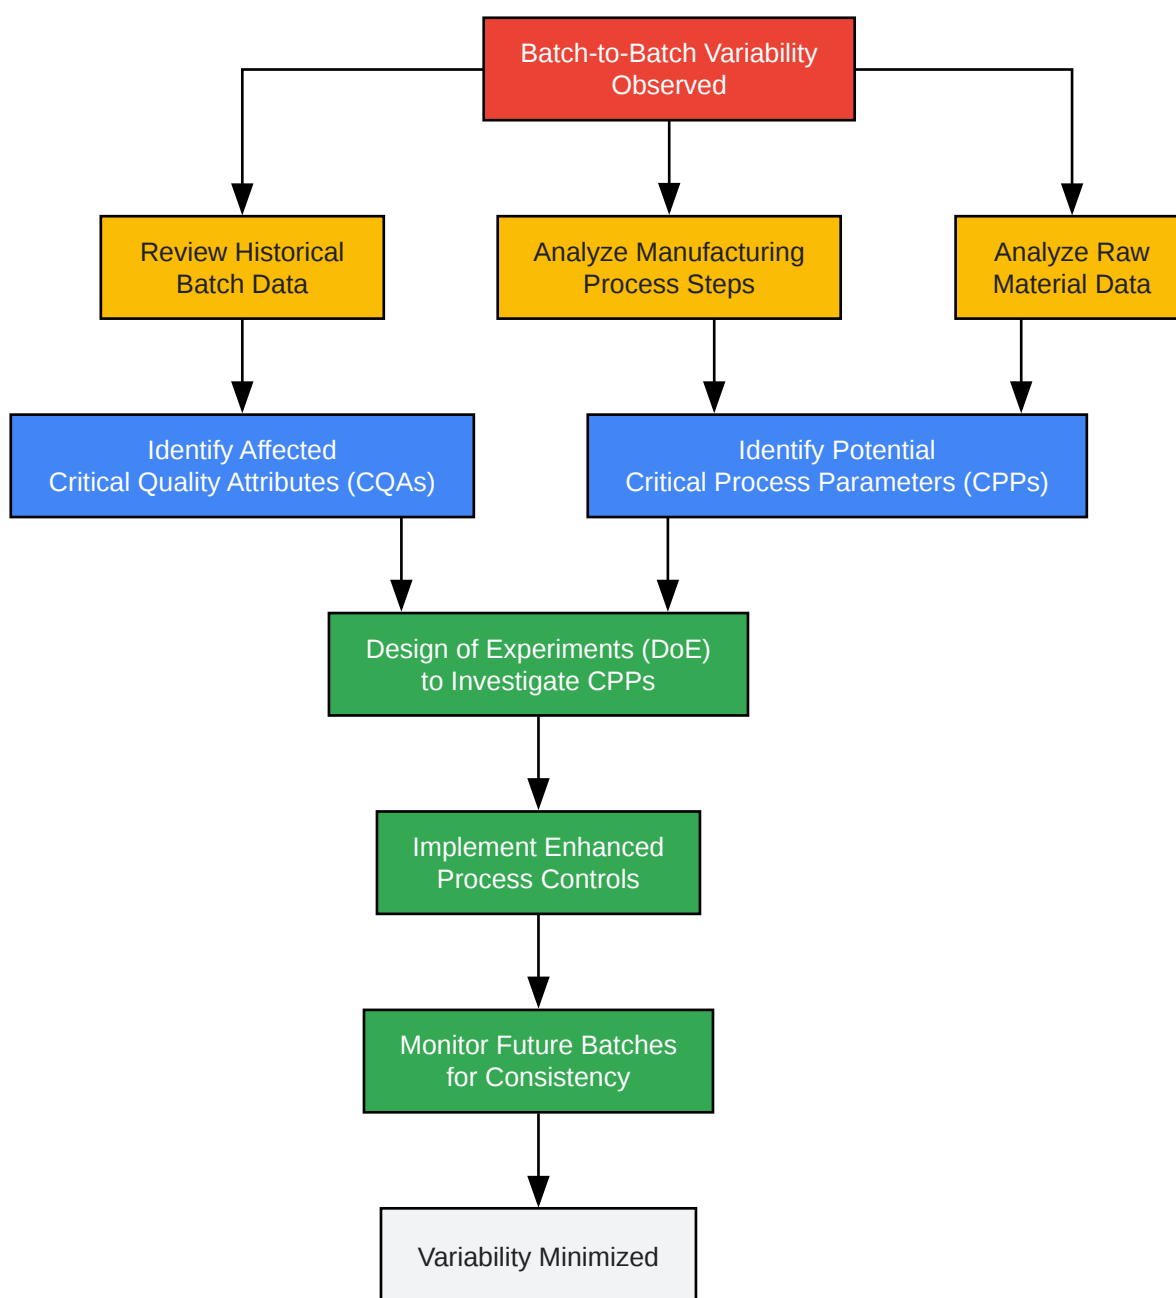 Batch-to-Batch Variability
Observed
Review Historical
Batch Data
Analyze Manufacturing
Process Steps
Analyze Raw
Material Data
Identify Affected
Critical Quality Attributes (CQAs)
Identify Potential
Critical Process Parameters (CPPs)
Design of Experiments (DoE)
to Investigate CPPs
Implement Enhanced
Process Controls
Monitor Future Batches
for Consistency
Variability Minimized